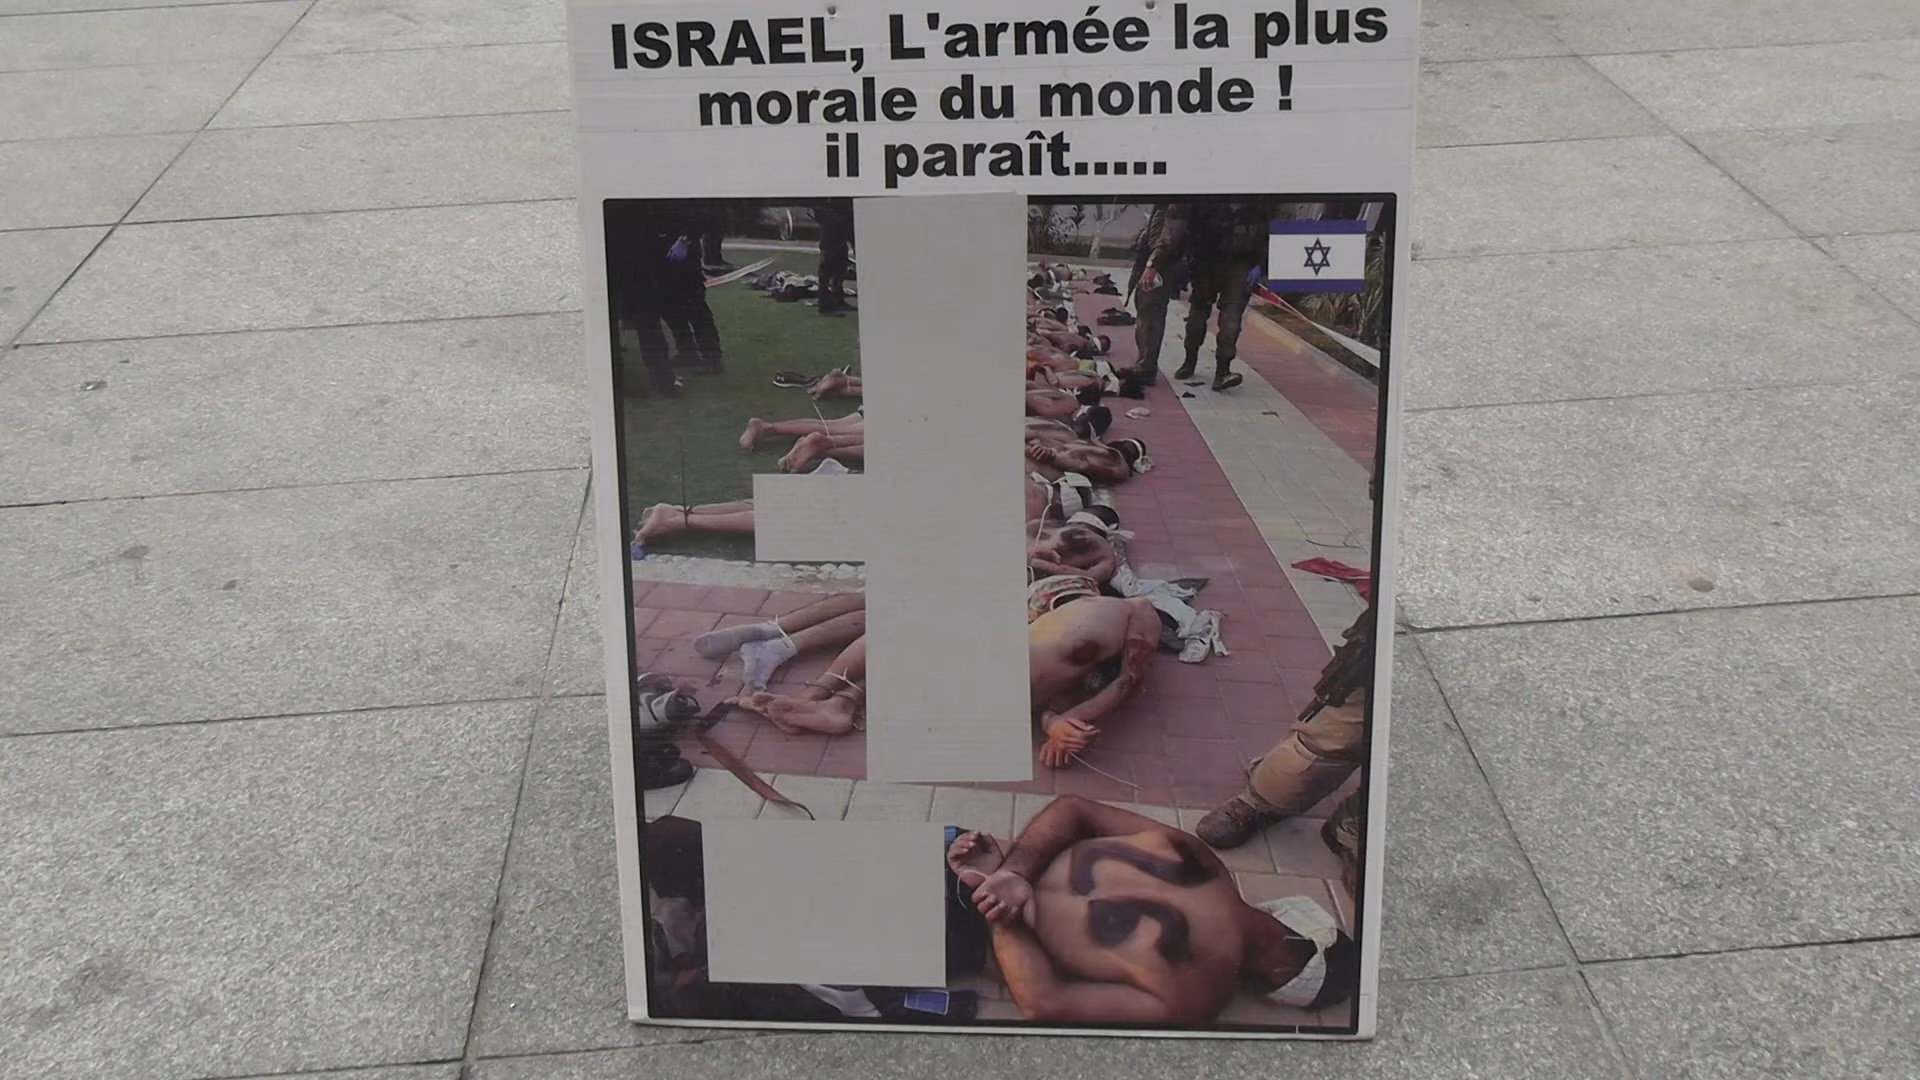 ISRAEL, L'armée la plus
morale du monde !
il paraît.....